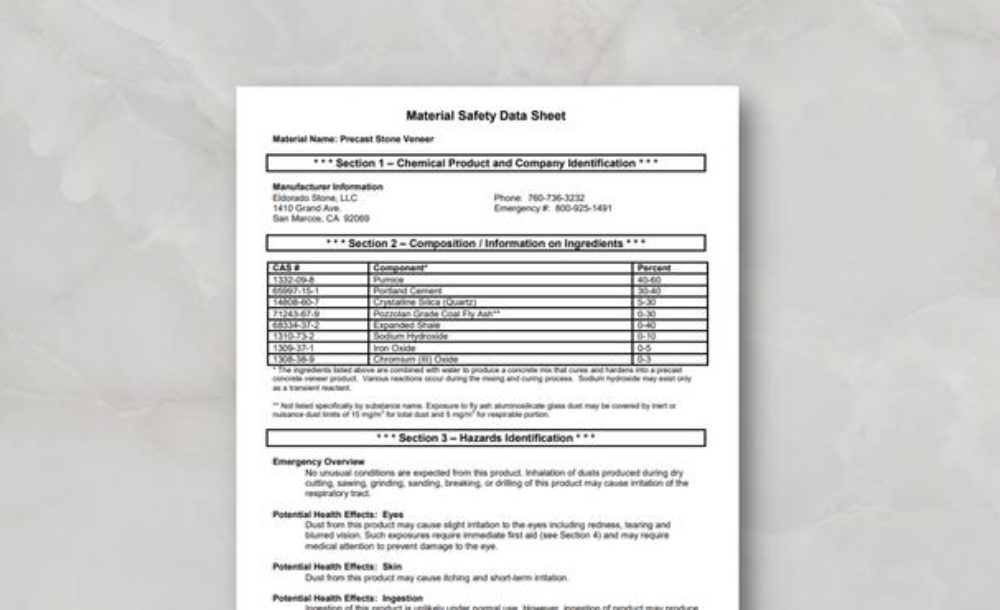 Material Safety Data Sheet
Material Name: Precast Stone Veneer
* * * Section 1 – Chemical Product and Company Identification * * *
Manufacturer Information
Eldorado Stone, LLC
1410 Grand Ave.
San Marcos, CA 92069
Phone: 760-736-3232
Emergency #: 800-925-1491
* * * Section 2 – Composition / Information on Ingredients * * *
CAS # Component* Percent
1332-09-8 Pumice 40-60
65997-15-1 Portland Cement 30-40
14808-60-7 Crystalline Silica (Quartz) 5-30
71243-67-9 Pozzolan Grade Coal Fly Ash** 0-30
68334-37-2 Expanded Shale 0-40
1310-73-2 Sodium Hydroxide 0-10
1309-37-1 Iron Oxide 0-5
1308-38-9 Chromium (III) Oxide 0-3
* The ingredients listed above are combined with water to produce a concrete mix that cures and hardens into a precast
concrete veneer product. Various reactions occur during the mixing and curing process. Sodium hydroxide may exist only
as a transient reactant.
** Not listed specifically by substance name. Exposure to fly ash aluminosilicate glass dust may be covered by inert or
nuisance dust limits of 15 mg/m³ for total dust and 5 mg/m³ for respirable portion.
* * * Section 3 – Hazards Identification * * *
Emergency Overview
No unusual conditions are expected from this product. Inhalation of dusts produced during dry
cutting, sawing, grinding, sanding, breaking, or drilling of this product may cause irritation of the
respiratory tract.
Potential Health Effects: Eyes
Dust from this product may cause slight irritation to the eyes including redness, tearing and
blurred vision. Such exposures require immediate first aid (see Section 4) and may require
medical attention to prevent damage to the eye.
Potential Health Effects: Skin
Dust from this product may cause itching and short-term irritation.
Potential Health Effects: Ingestion
Ingestion of this product is unlikely under normal use. However, ingestion of product may produce